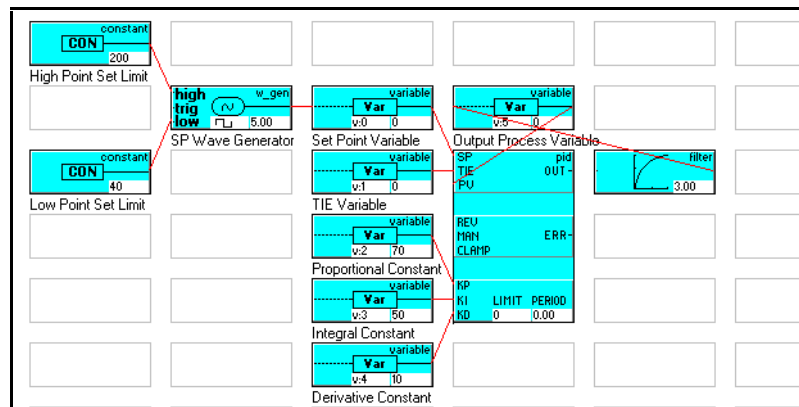 constant
CON
200
High Point Set Limit
high w_gen
trig
low 5.00
SP Wave Generator
variable
Var
v:0 0
Set Point Variable
variable
Var
v:5 0
Output Process Variable
constant
CON
40
Low Point Set Limit
variable
Var
v:1 0
TIE Variable
SP pid
TIE OUT
PV
REV
MAN ERR
CLAMP
KP
KI LIMIT PERIOD
KD 0 0.00
filter
3.00
variable
Var
v:2 70
Proportional Constant
variable
Var
v:3 50
Integral Constant
variable
Var
v:4 10
Derivative Constant